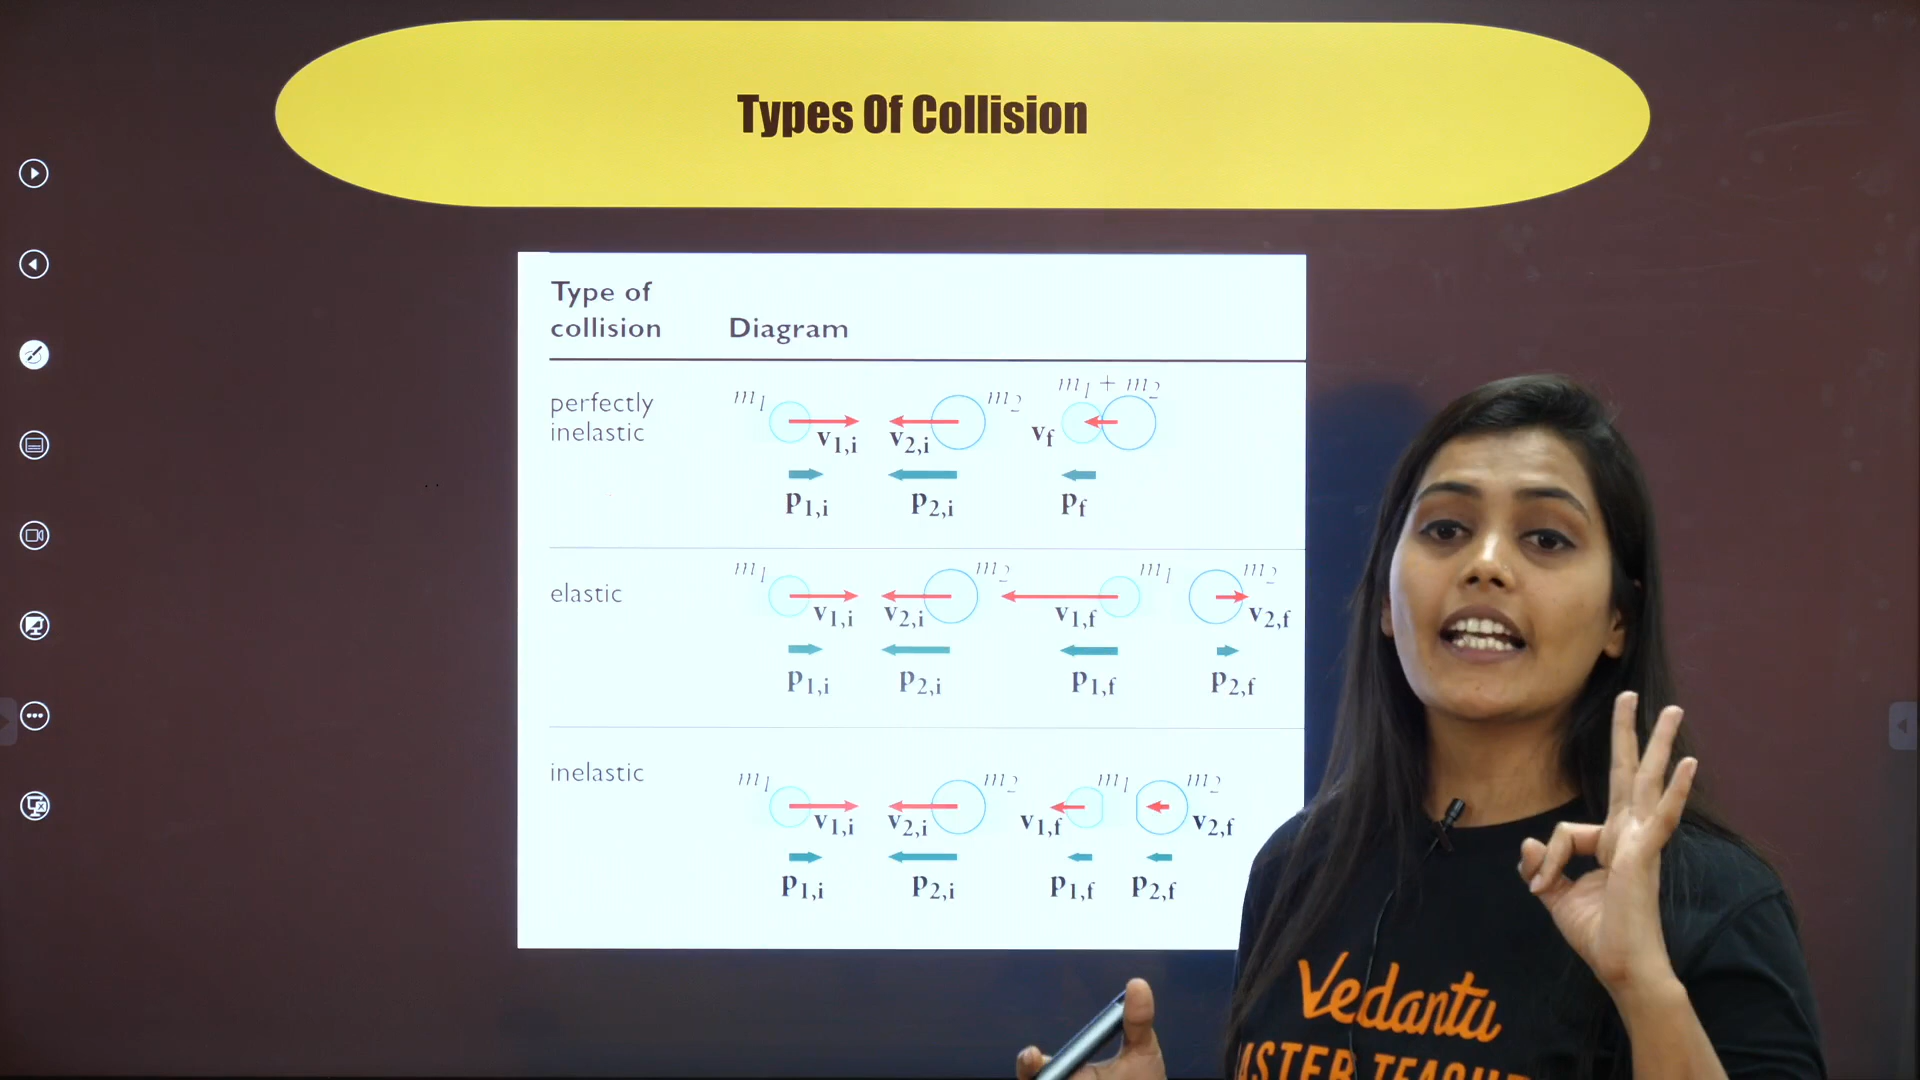 Types Of Collision
Type of
collision
Diagram
perfectly
inelastic
m1
v1,i
v2,i
m2
m1 + m2
vf
p1,i
p2,i
pf
elastic
m1
v1,i
v2,i
m2
v1,f
m1
m2
v2,f
p1,i
p2,i
p1,f
p2,f
inelastic
m1
v1,i
v2,i
m2
v1,f
m1
m2
v2,f
p1,i
p2,i
p1,f
p2,f
Vedantu